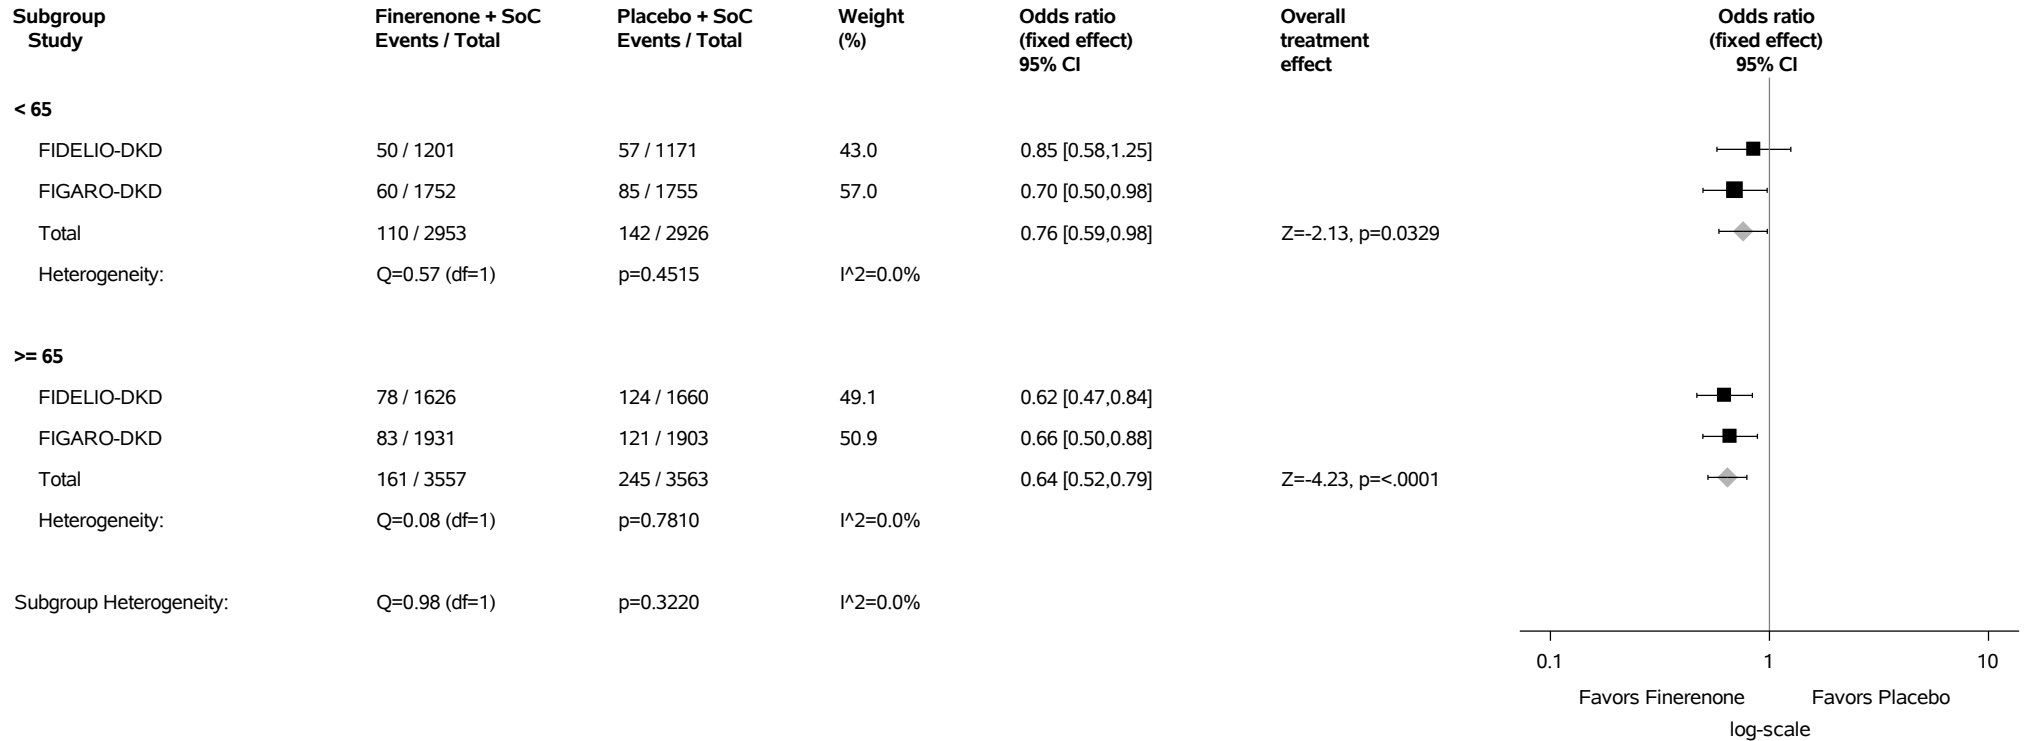 Subgroup Finerenone + SoC Placebo + SoC Weight Odds ratio Overall Odds ratio
Study Events / Total Events / Total (%) (fixed effect) treatment (fixed effect)
95% CI effect 95% CI
< 65
FIDELIO-DKD 50 / 1201 57 / 1171 43.0 0.85 [0.58,1.25]
FIGARO-DKD 60 / 1752 85 / 1755 57.0 0.70 [0.50,0.98]
Total 110 / 2953 142 / 2926 0.76 [0.59,0.98] Z=-2.13, p=0.0329
Heterogeneity: Q=0.57 (df=1) p=0.4515 I^2=0.0%
>= 65
FIDELIO-DKD 78 / 1626 124 / 1660 49.1 0.62 [0.47,0.84]
FIGARO-DKD 83 / 1931 121 / 1903 50.9 0.66 [0.50,0.88]
Total 161 / 3557 245 / 3563 0.64 [0.52,0.79] Z=-4.23, p=<.0001
Heterogeneity: Q=0.08 (df=1) p=0.7810 I^2=0.0%
Subgroup Heterogeneity: Q=0.98 (df=1) p=0.3220 I^2=0.0%
0.1 1 10
Favors Finerenone Favors Placebo
log-scale